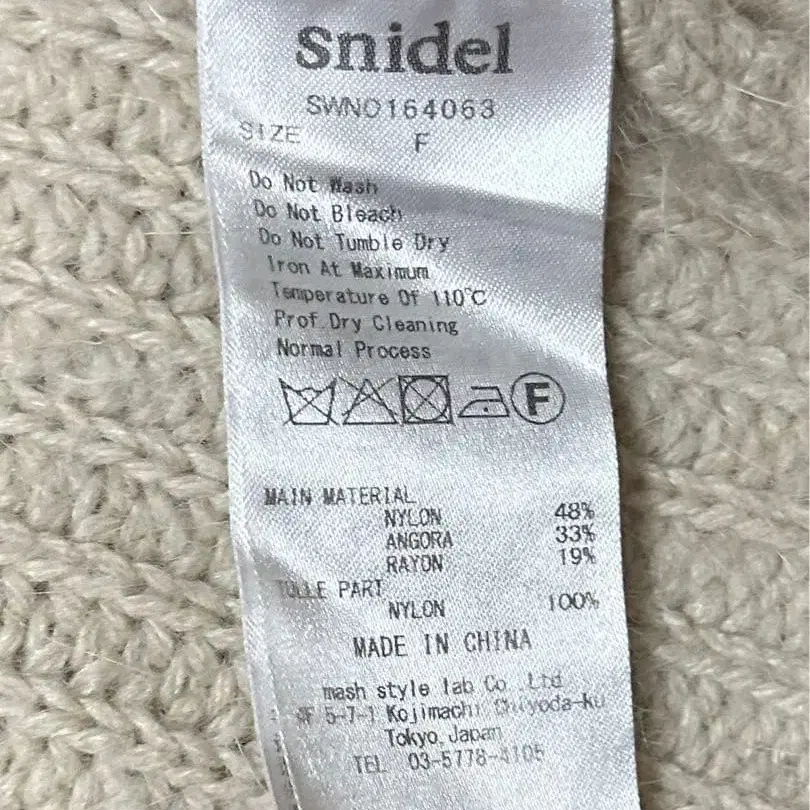 snidel
SWNO164063
SIZE F
Do Not Wash
Do Not Bleach
Do Not Tumble Dry
Iron At Maximum
Temperature Of 110℃
Prof.Dry Cleaning
Normal Process
F
MAIN MATERIAL
NYLON 48%
ANGORA 33%
RAYON 19%
TULLE PART
NYLON 100%
MADE IN CHINA
mash style lab Co.,Ltd
5-7-1 Kojimachi Chiyoda-ku
Tokyo,Japan
TEL 03-5778-4105